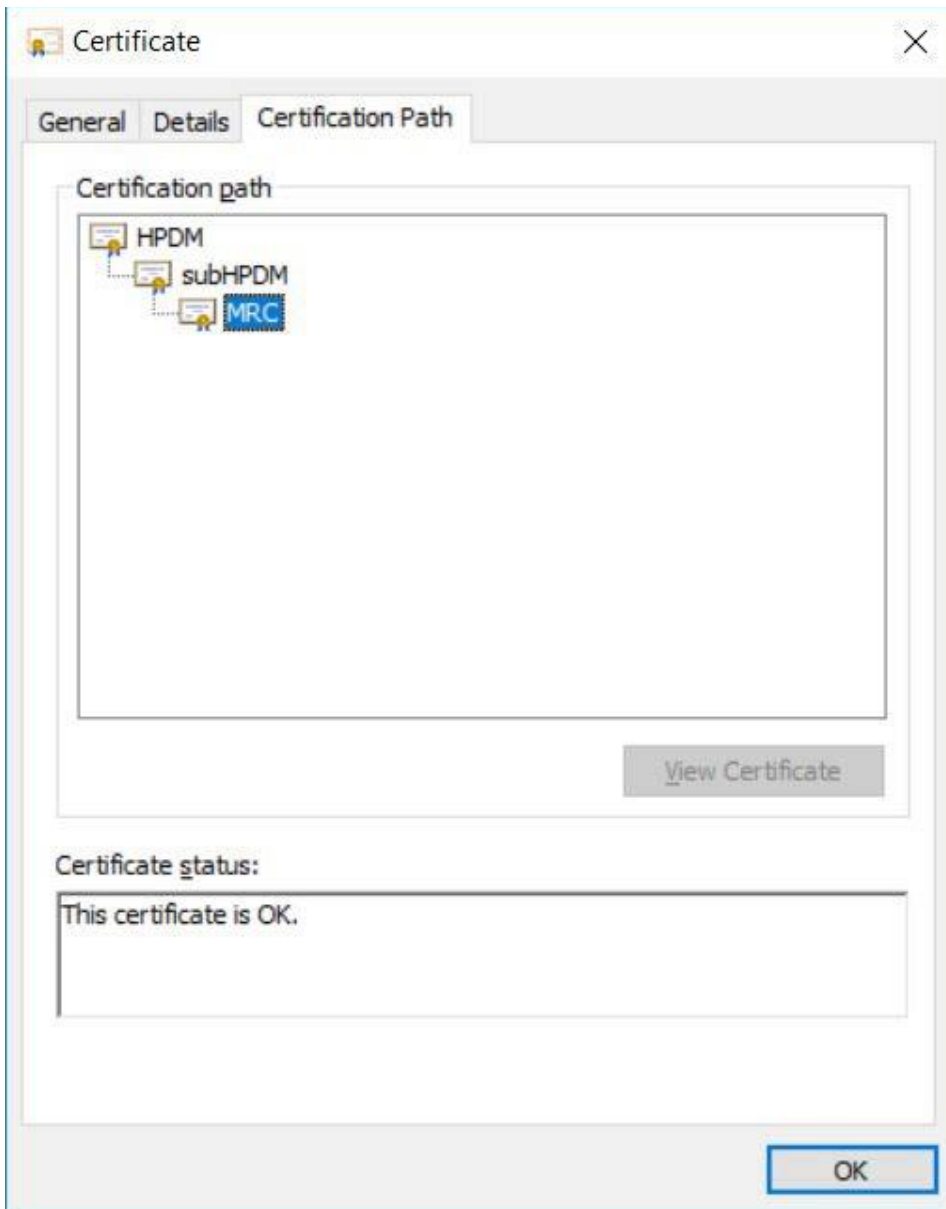 Certificate
General Details Certification Path
Certification path
HPDM
subHPDM
MRC
View Certificate
Certificate status:
This certificate is OK.
OK